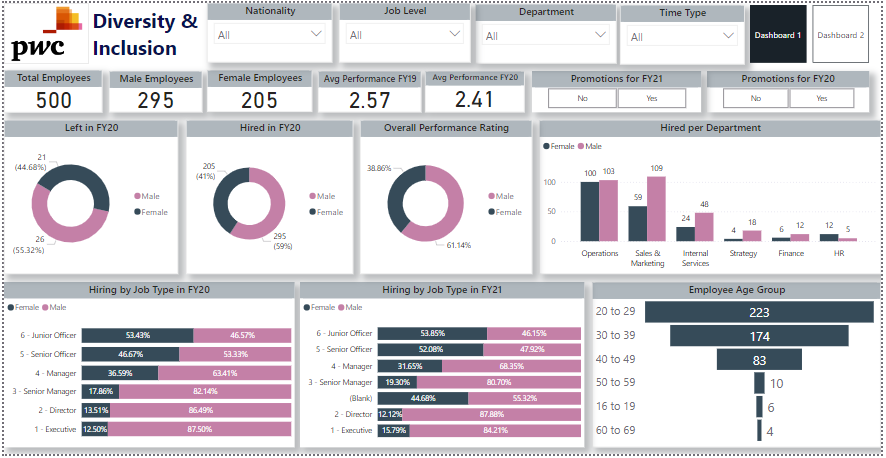 pwc
Diversity &
Inclusion
Nationality
All
Job Level
All
Department
All
Time Type
All
Dashboard 1
Dashboard 2
Total Employees
500
Male Employees
295
Female Employees
205
Avg Performance FY19
2.57
Avg Performance FY20
2.41
Promotions for FY21
No Yes
Promotions for FY20
No Yes
Left in FY20
21
(44.68%)
26
(55.32%)
Male
Female
Hired in FY20
205
(41%)
295
(59%)
Male
Female
Overall Performance Rating
38.86%
61.14%
Male
Female
Hired per Department
Female Male
100
50
0
100 103
59 109
24 48
4 18
6 12
12 5
Operations
Sales &
Marketing
Internal
Services
Strategy
Finance
HR
Hiring by Job Type in FY20
Female Male
6 - Junior Officer 53.43% 46.57%
5 - Senior Officer 46.67% 53.33%
4 - Manager 36.59% 63.41%
3 - Senior Manager 17.86% 82.14%
2 - Director 13.51% 86.49%
1 - Executive 12.50% 87.50%
Hiring by Job Type in FY21
Female Male
6 - Junior Officer 53.85% 46.15%
5 - Senior Officer 52.08% 47.92%
4 - Manager 31.65% 68.35%
3 - Senior Manager 19.30% 80.70%
(Blank) 44.68% 55.32%
2 - Director 12.12% 87.88%
1 - Executive 15.79% 84.21%
Employee Age Group
20 to 29 223
30 to 39 174
40 to 49 83
50 to 59 10
16 to 19 6
60 to 69 4